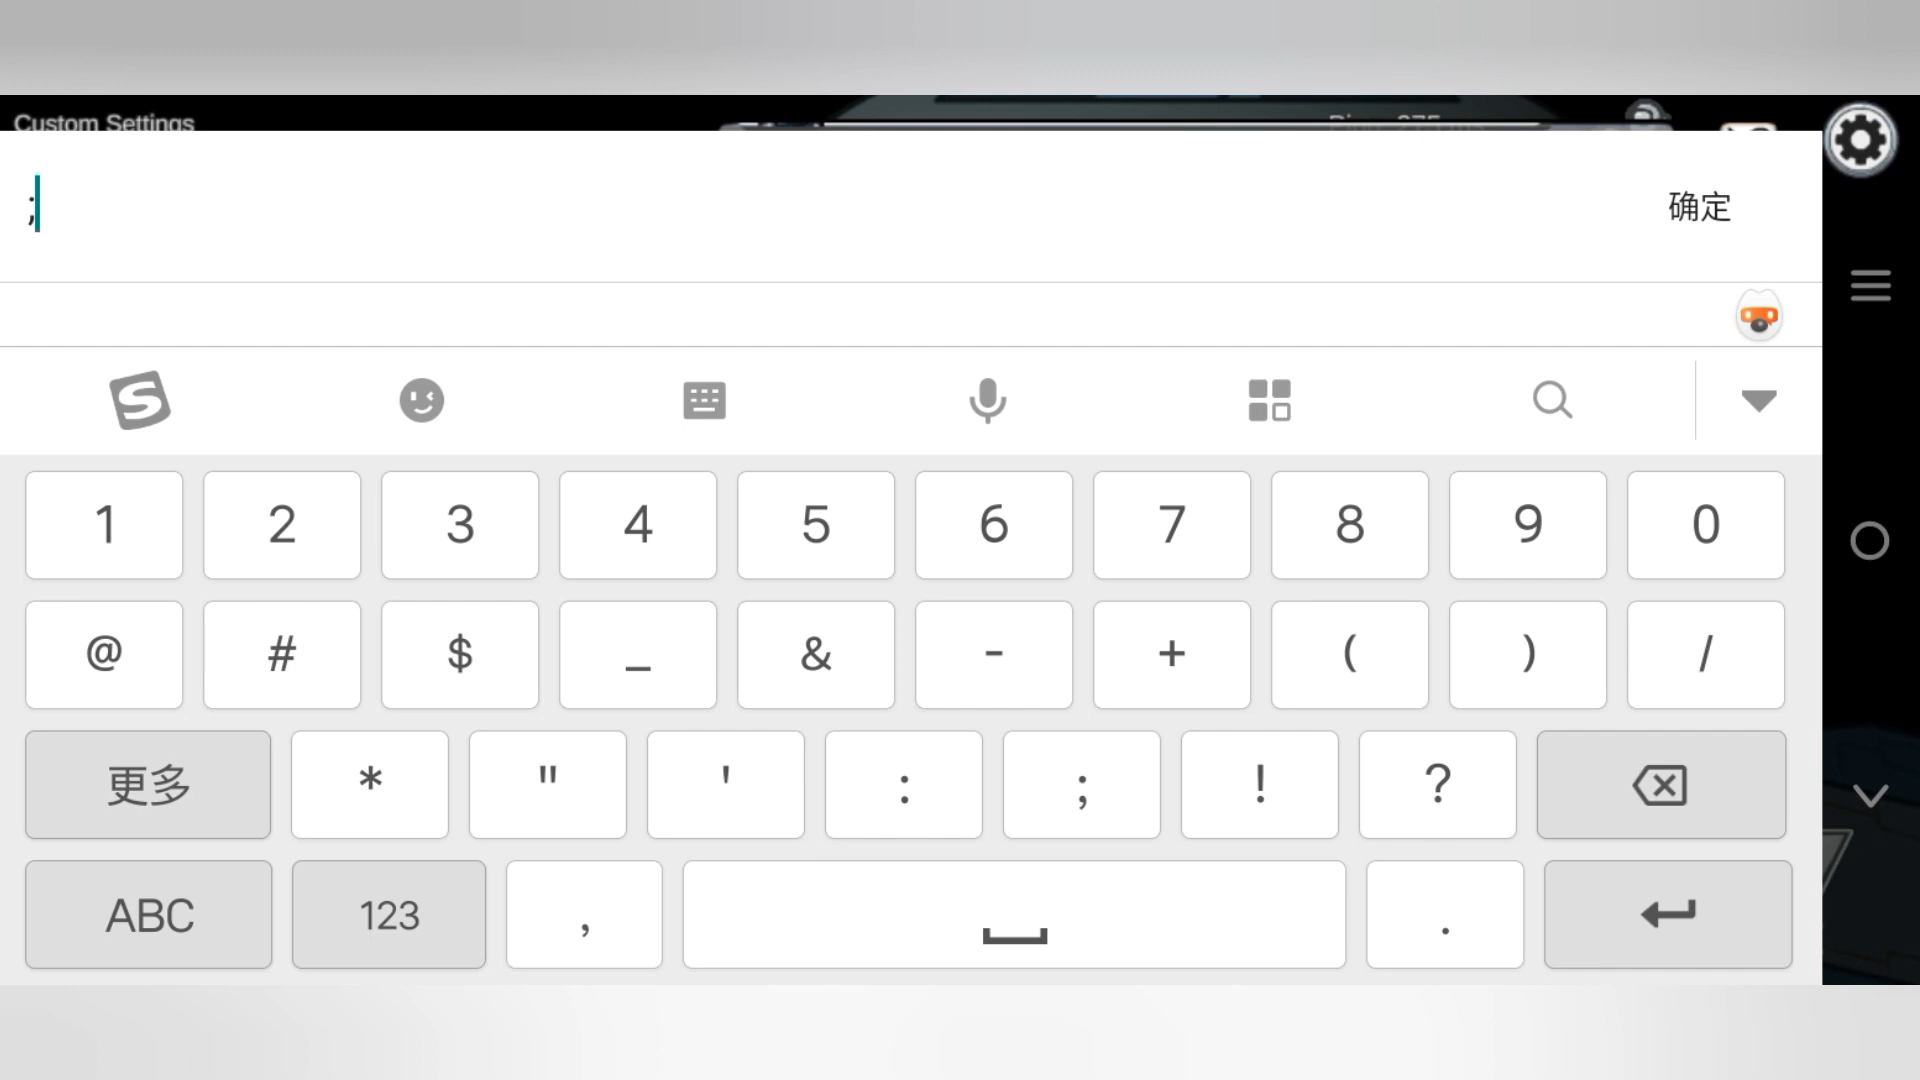 Custom Settings
;
确定
1 2 3 4 5 6 7 8 9 0
@ # $ _ & - + ( ) /
更多 * " ' : ; ! ?
ABC 123 , .